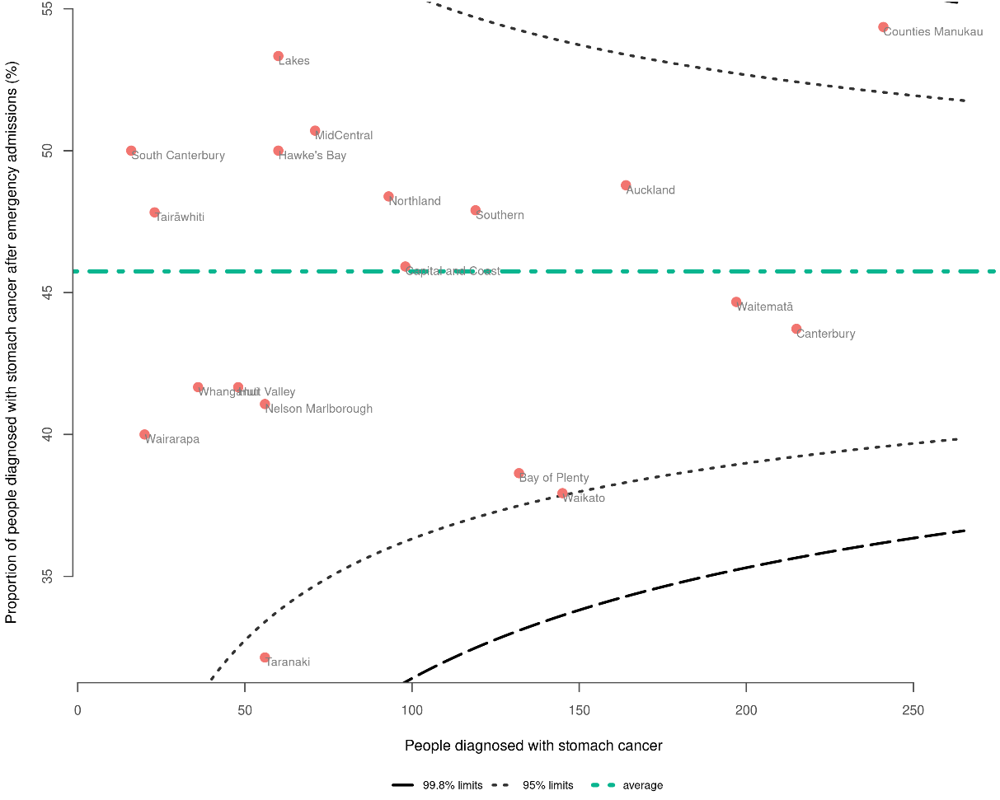 55
Counties Manukau
Lakes
MidCentral
50
South Canterbury
Hawke's Bay
Auckland
Northland
Southern
Tairāwhiti
Capital and Coast
45
Waitematā
Canterbury
Whanganui
Hutt Valley
Nelson Marlborough
40
Wairarapa
Bay of Plenty
Waikato
35
Taranaki
Proportion of people diagnosed with stomach cancer after emergency admissions (%)
0 50 100 150 200 250
People diagnosed with stomach cancer
99.8% limits 95% limits average